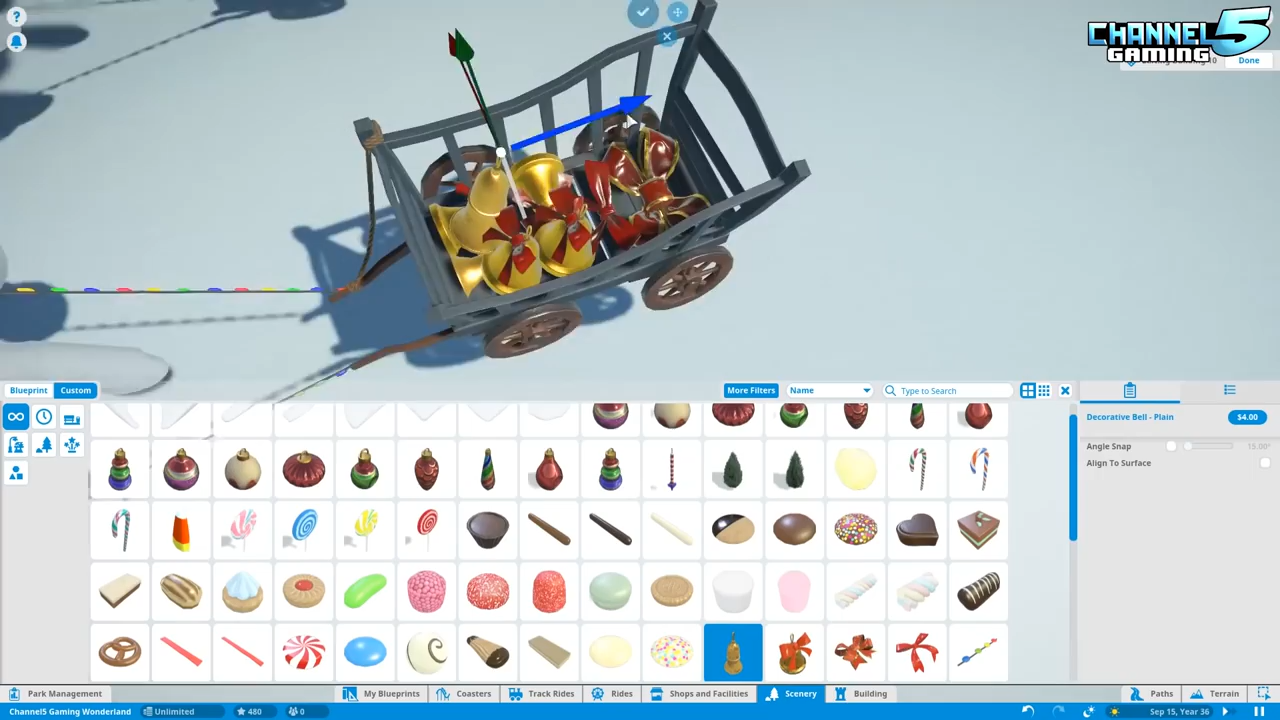 ?
CHANNEL 5
GAMING
Done
Blueprint
Custom
More Filters
Name
Type to Search
Decorative Bell - Plain
$4.00
Angle Snap
15.00°
Align To Surface
Park Management
My Blueprints
Coasters
Track Rides
Rides
Shops and Facilities
Scenery
Building
Paths
Terrain
Channel5 Gaming Wonderland
Unlimited
480
0
Sep 15, Year 36